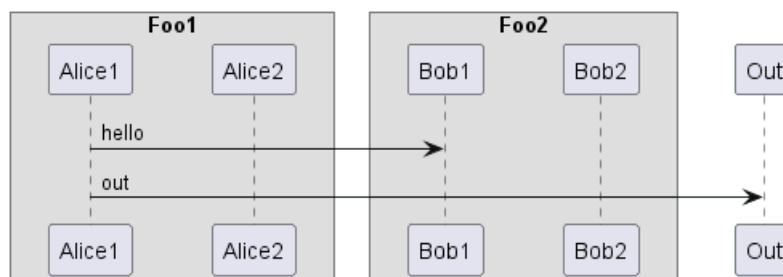 Foo1 Foo2
Alice1 Alice2 Bob1 Bob2 Out
hello
out
Alice1 Alice2 Bob1 Bob2 Out